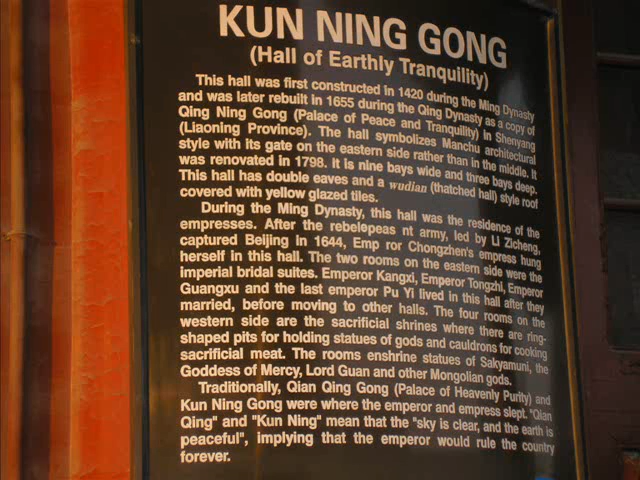 KUN NING GONG
(Hall of Earthly Tranquility)
This hall was first constructed in 1420 during the Ming Dynasty
and was later rebuilt in 1655 during the Qing Dynasty as a copy of
Qing Ning Gong (Palace of Peace and Tranquility) in Shenyang
(Liaoning Province). The hall symbolizes Manchu architectural
style with its gate on the eastern side rather than in the middle. It
was renovated in 1798. It is nine bays wide and three bays deep.
This hall has double eaves and a wudian (thatched hall) style roof
covered with yellow glazed tiles.
During the Ming Dynasty, this hall was the residence of the
empresses. After the rebelepeas nt army, led by Li Zicheng,
captured Beijing in 1644, Emp ror Chongzhen's empress hung
herself in this hall. The two rooms on the eastern side were the
imperial bridal suites. Emperor Kangxi, Emperor Tongzhi, Emperor
Guangxu and the last emperor Pu Yi lived in this hall after they
married, before moving to other halls. The four rooms on the
western side are the sacrificial shrines where there are ring-
shaped pits for holding statues of gods and cauldrons for cooking
sacrificial meat. The rooms enshrine statues of Sakyamuni, the
Goddess of Mercy, Lord Guan and other Mongolian gods.
Traditionally, Qian Qing Gong (Palace of Heavenly Purity) and
Kun Ning Gong were where the emperor and empress slept. "Qian
Qing" and "Kun Ning" mean that the "sky is clear, and the earth is
peaceful", implying that the emperor would rule the country
forever.